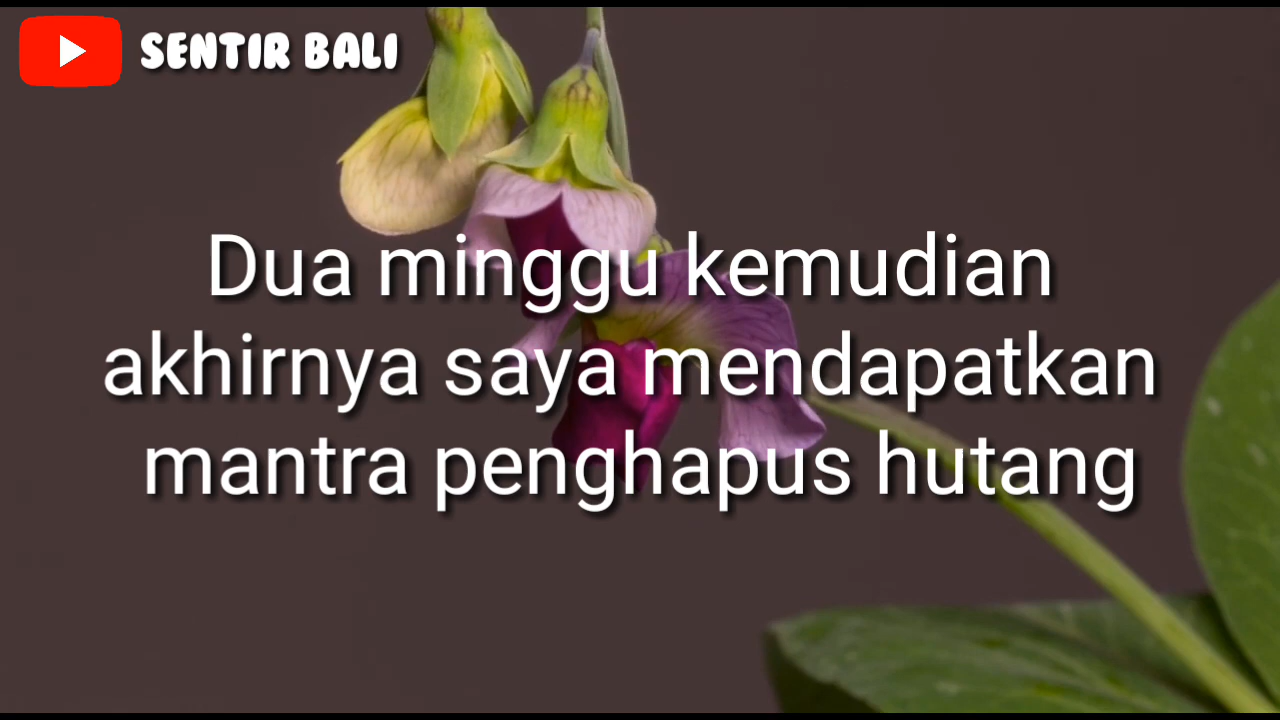 SENTIR BALI
Dua minggu kemudian
akhirnya saya mendapatkan
mantra penghapus hutang